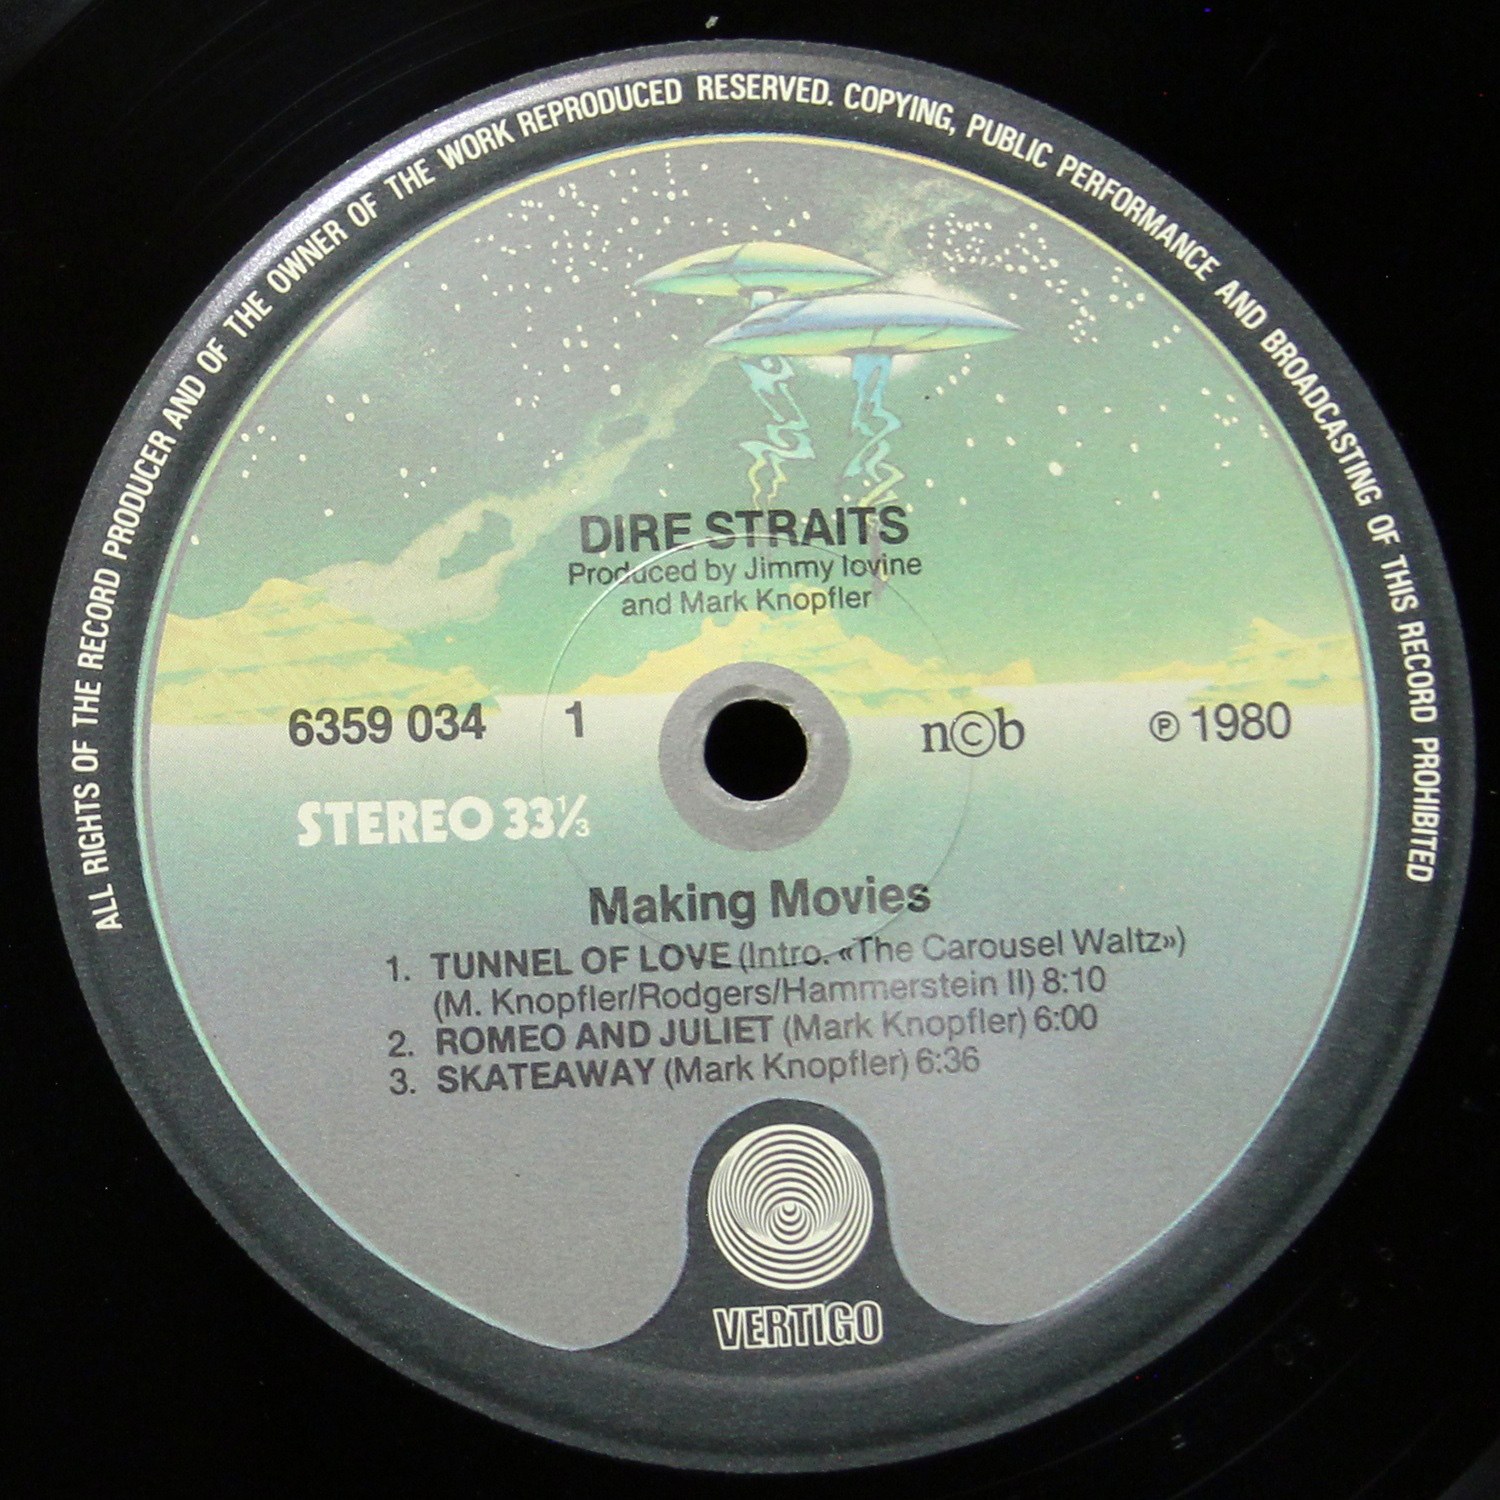 ALL RIGHTS OF THE RECORD PRODUCER AND OF THE OWNER OF THE WORK REPRODUCED RESERVED. COPYING, PUBLIC PERFORMANCE AND BROADCASTING OF THIS RECORD PROHIBITED
DIRE STRAITS
Produced by Jimmy Iovine
and Mark Knopfler
6359 034 1 n©b ℗ 1980
STEREO 33⅓
Making Movies
1. TUNNEL OF LOVE (Intro. «The Carousel Waltz»)
(M. Knopfler/Rodgers/Hammerstein II) 8:10
2. ROMEO AND JULIET (Mark Knopfler) 6:00
3. SKATEAWAY (Mark Knopfler) 6:36
VERTIGO